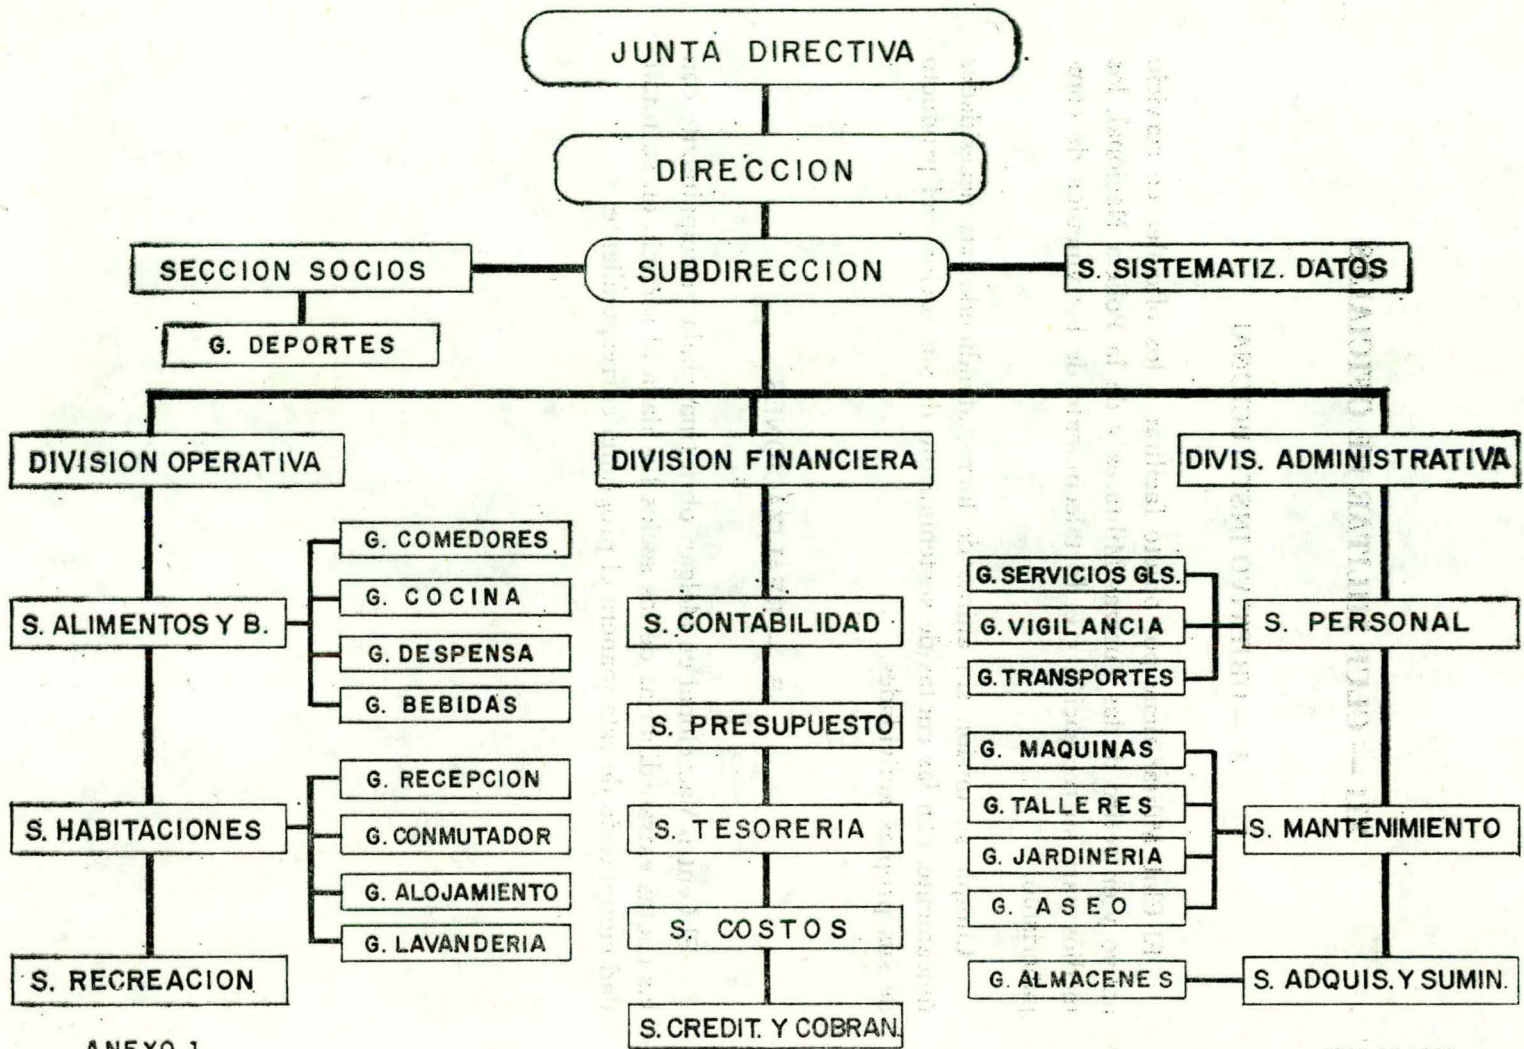 JUNTA DIRECTIVA
DIRECCION
SECCION SOCIOS
SUBDIRECCION
S. SISTEMATIZ. DATOS
G. DEPORTES
DIVISION OPERATIVA
DIVISION FINANCIERA
DIVIS. ADMINISTRATIVA
G. COMEDORES
G. COCINA
S. ALIMENTOS Y B.
G. DESPENSA
G. BEBIDAS
G. RECEPCION
S. HABITACIONES
G. CONMUTADOR
G. ALOJAMIENTO
G. LAVANDERIA
S. RECREACION
S. CONTABILIDAD
S. PRESUPUESTO
S. TESORERIA
S. COSTOS
S. CREDIT. Y COBRAN.
G. SERVICIOS GLS.
G. VIGILANCIA
S. PERSONAL
G. TRANSPORTES
G. MAQUINAS
G. TALLERES
S. MANTENIMIENTO
G. JARDINERIA
G. ASEO
G. ALMACENES
S. ADQUIS. Y SUMIN.
ANEXO 1